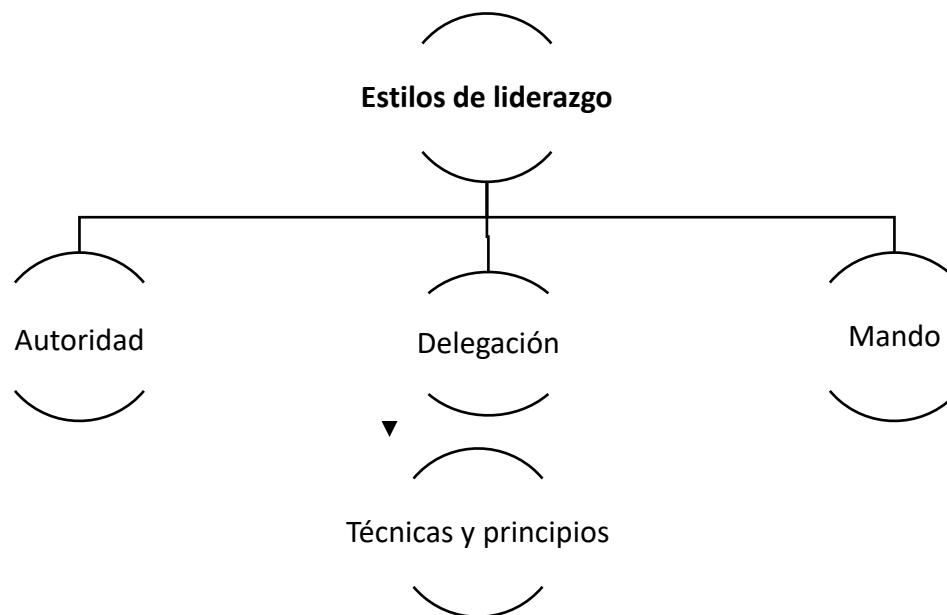 Estilos de liderazgo
Autoridad
Delegación
Mando
Técnicas y principios